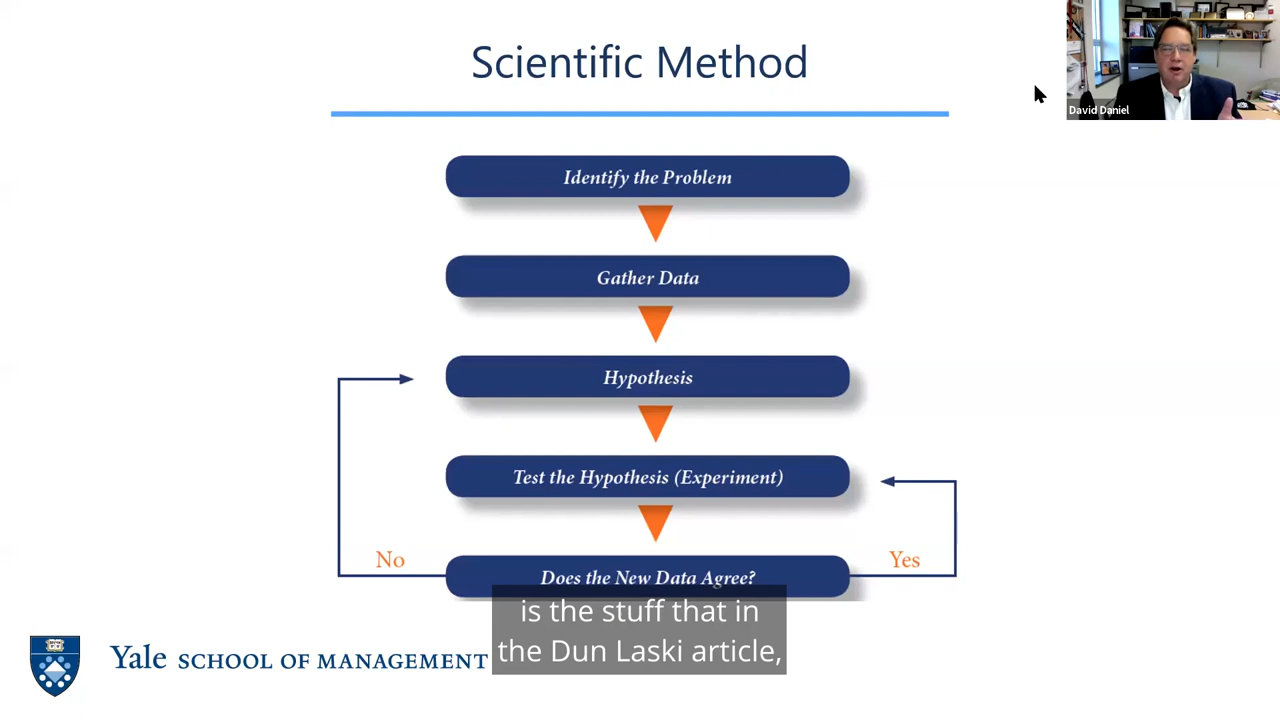 Scientific Method
David Daniel
Identify the Problem
Gather Data
Hypothesis
Test the Hypothesis (Experiment)
No
Yes
Does the New Data Agree?
is the stuff that in
the Dun Laski article,
Yale SCHOOL OF MANAGEMENT